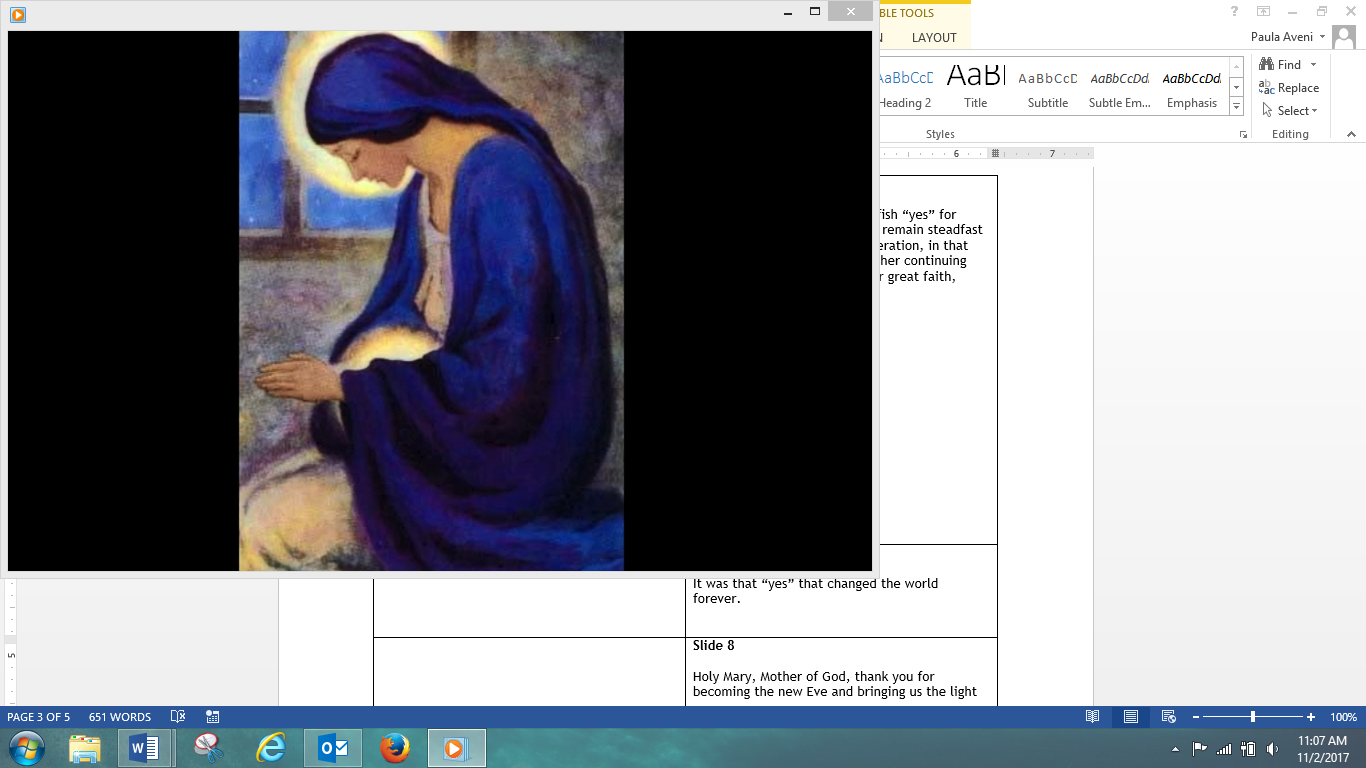 BLE TOOLS
LAYOUT
Paula Aveni
AaBbCcD
AaBbCcD
AaBbCcDd
AaBbCcDd
Heading 2
Title
Subtitle
Subtle Em...
Emphasis
Styles
Find
Replace
Select
Editing
6
7
fish “yes” for
remain steadfast
eration, in that
her continuing
r great faith,
It was that “yes” that changed the world
forever.
Slide 8
Holy Mary, Mother of God, thank you for
becoming the new Eve and bringing us the light
5
PAGE 3 OF 5
651 WORDS
100%
11:07 AM
11/2/2017